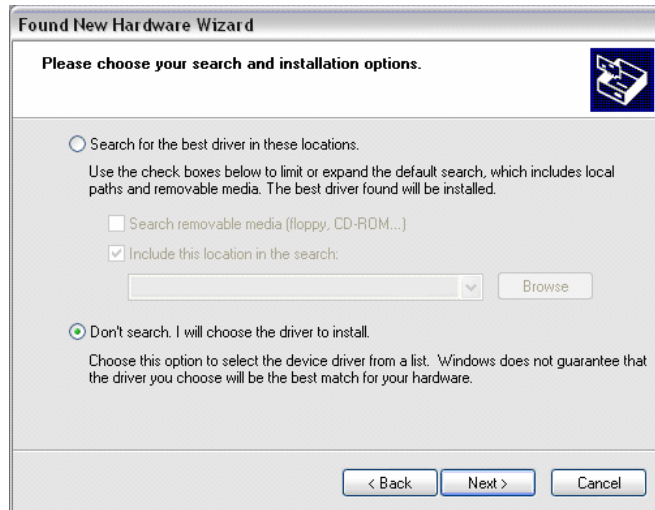 Found New Hardware Wizard
Please choose your search and installation options.
Search for the best driver in these locations.
Use the check boxes below to limit or expand the default search, which includes local
paths and removable media. The best driver found will be installed.
Search removable media (floppy, CD-ROM...)
Include this location in the search:
Browse
Don't search. I will choose the driver to install.
Choose this option to select the device driver from a list.  Windows does not guarantee that
the driver you choose will be the best match for your hardware.
< Back
Next >
Cancel